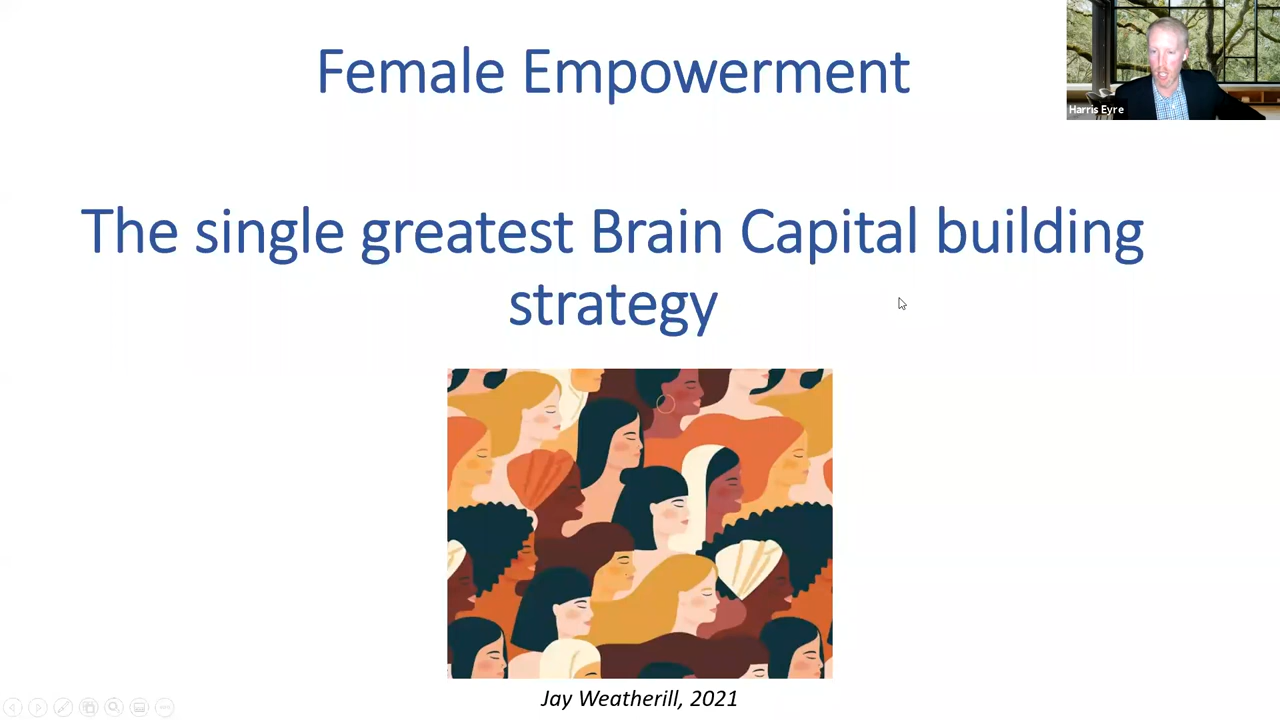 Female Empowerment
Harris Eyre
The single greatest Brain Capital building
strategy
Jay Weatherill, 2021